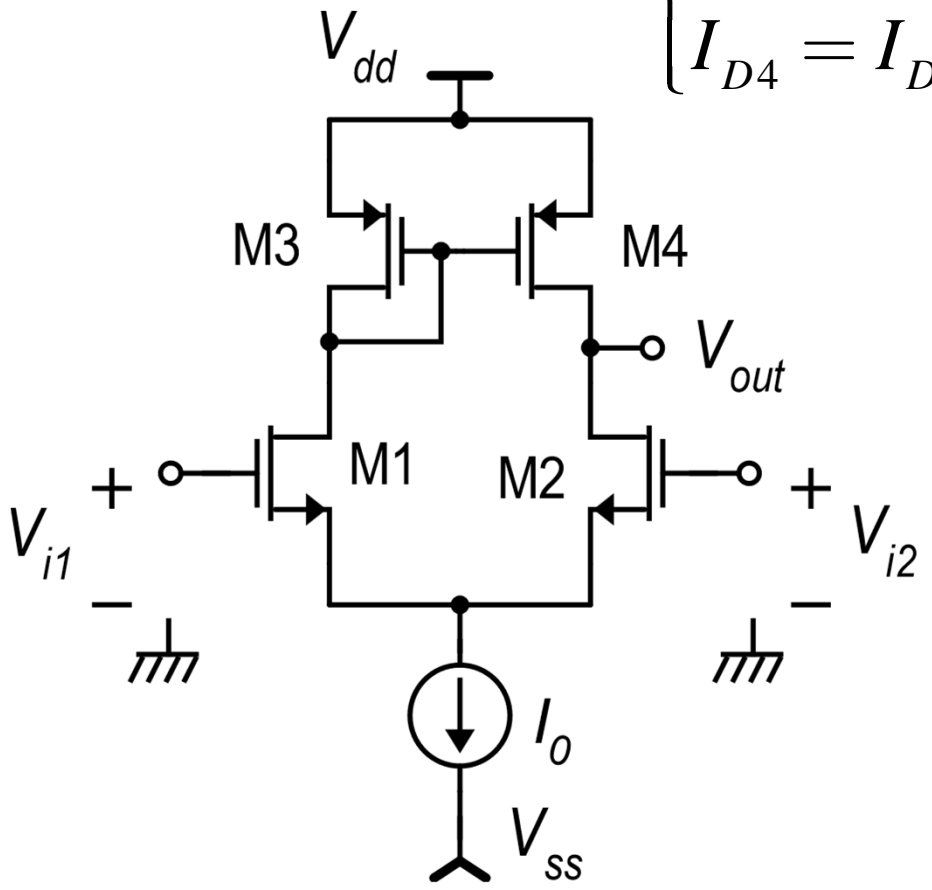 V_dd
I_D4 = I_D
M3
M4
V_out
M1
M2
+
+
V_i1
V_i2
−
−
I_0
V_ss